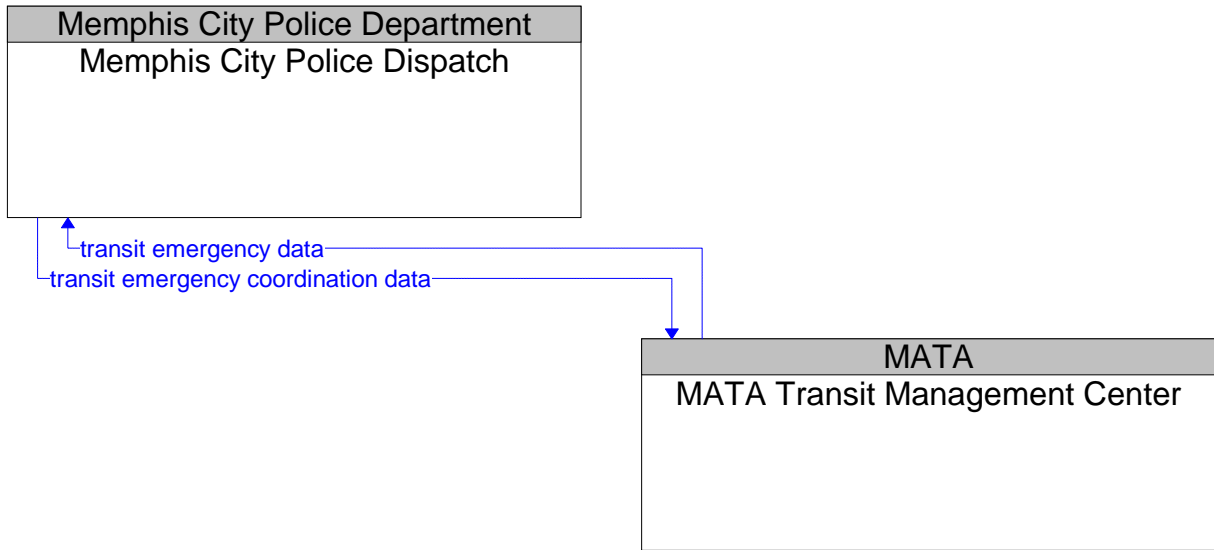 Memphis City Police Department
Memphis City Police Dispatch
transit emergency data
transit emergency coordination data
MATA
MATA Transit Management Center